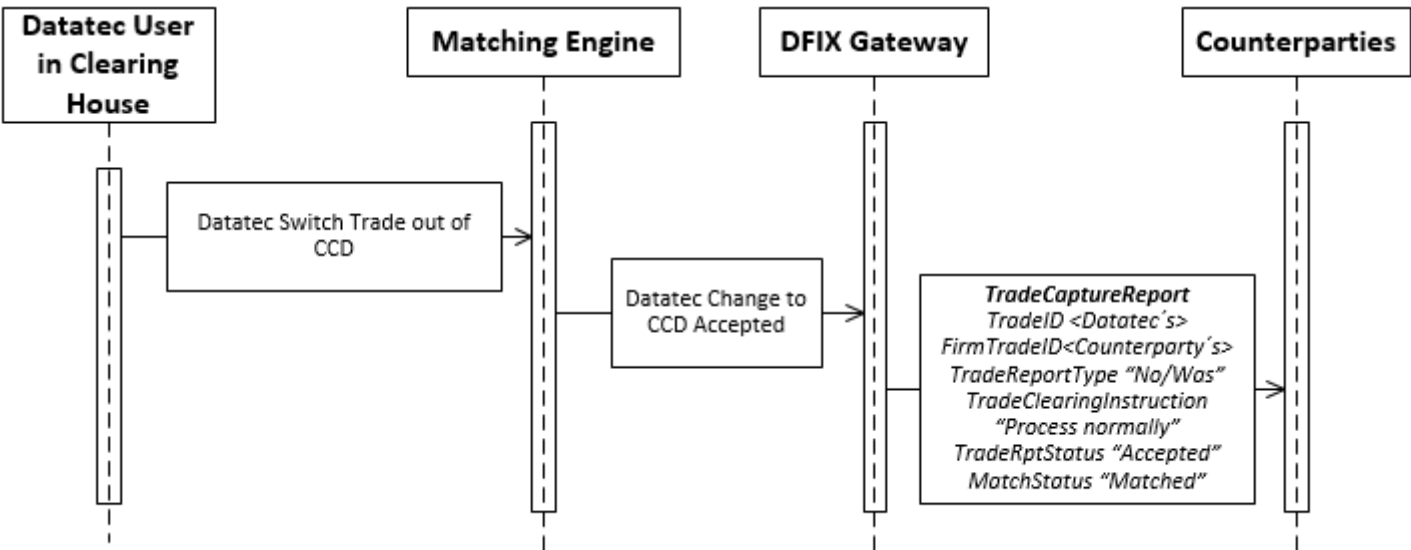 Datatec User
in Clearing
House
Matching Engine
DFIX Gateway
Counterparties
Datatec Switch Trade out of
CCD
Datatec Change to
CCD Accepted
TradeCaptureReport
TradeID <Datatec´s>
FirmTradeID<Counterparty´s>
TradeReportType “No/Was”
TradeClearingInstruction
“Process normally”
TradeRptStatus “Accepted”
MatchStatus “Matched”